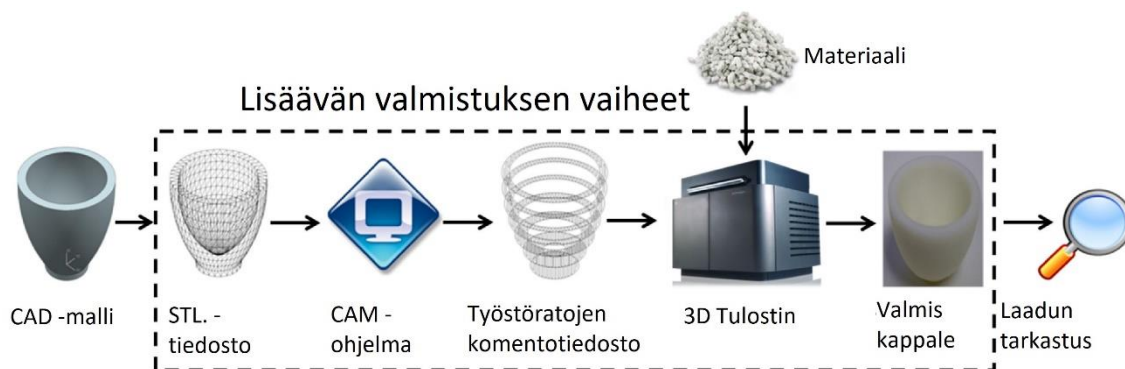 Materiaali
Lisäävän valmistuksen vaiheet
CAD -malli
STL. -
tiedosto
CAM -
ohjelma
Työstöratojen
komentotiedosto
3D Tulostin
Valmis
kappale
Laadun
tarkastus